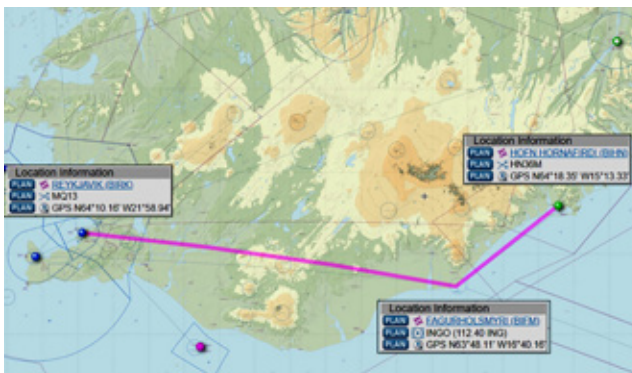 Location Information
PLAN HOFN HORNAFIRDI (BIHN)
PLAN HN36M
PLAN GPS N64°18.35' W15°13.33'
Location Information
PLAN REYKJAVIK (BIRK)
PLAN MQ13
PLAN GPS N64°10.16' W21°58.94'
Location Information
PLAN FAGURHOLSMYRI (BIFM)
PLAN INGO (112.40 ING)
PLAN GPS N63°48.11' W16°40.16'